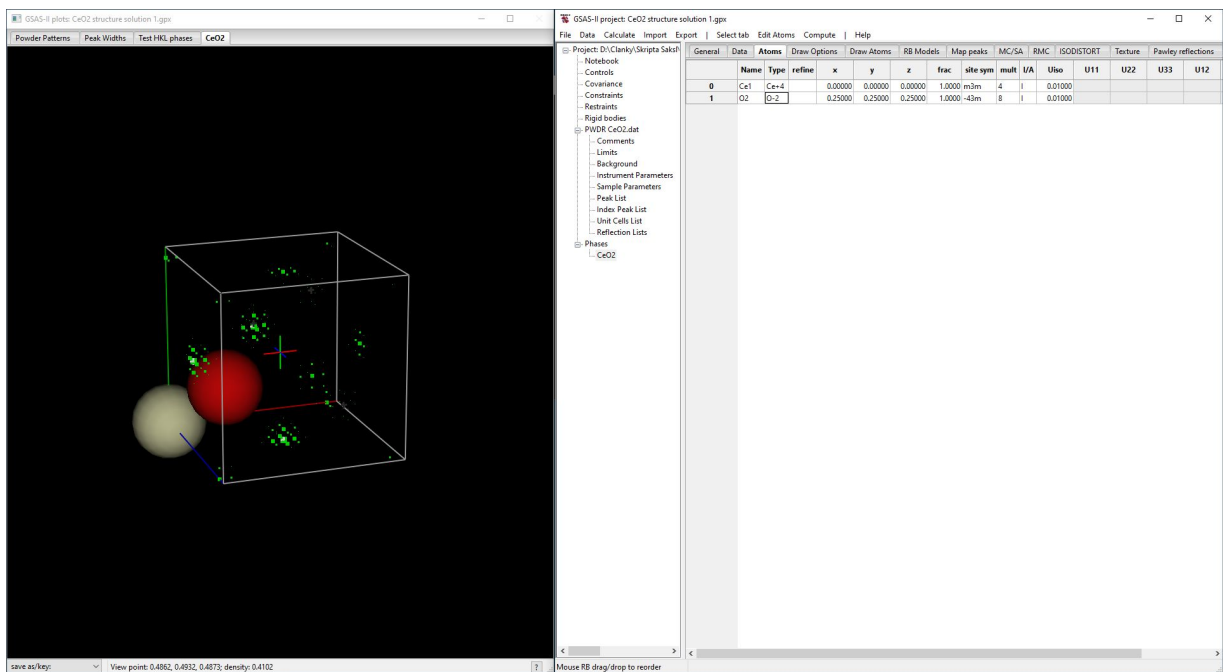 GSAS-II plots: CeO2 structure solution 1.gpx
Powder Patterns Peak Widths Test HKL phases CeO2
save as/key: View point: 0.4862, 0.4932, 0.4873; density: 0.4102 ?
GSAS-II project: CeO2 structure solution 1.gpx
File Data Calculate Import Export | Select tab Edit Atoms Compute | Help
Project: D:\Clanky\Skripta Saksl\
Notebook
Controls
Covariance
Constraints
Restraints
Rigid bodies
PWDR CeO2.dat
Comments
Limits
Background
Instrument Parameters
Sample Parameters
Peak List
Index Peak List
Unit Cells List
Reflection Lists
Phases
CeO2
General Data Atoms Draw Options Draw Atoms RB Models Map peaks MC/SA RMC ISODISTORT Texture Pawley reflections
Name Type refine x y z frac site sym mult I/A Uiso U11 U22 U33 U12
0 Ce1 Ce+4 0.00000 0.00000 0.00000 1.0000 m3m 4 I 0.01000
1 O2 O-2 0.25000 0.25000 0.25000 1.0000 -43m 8 I 0.01000
Mouse RB drag/drop to reorder